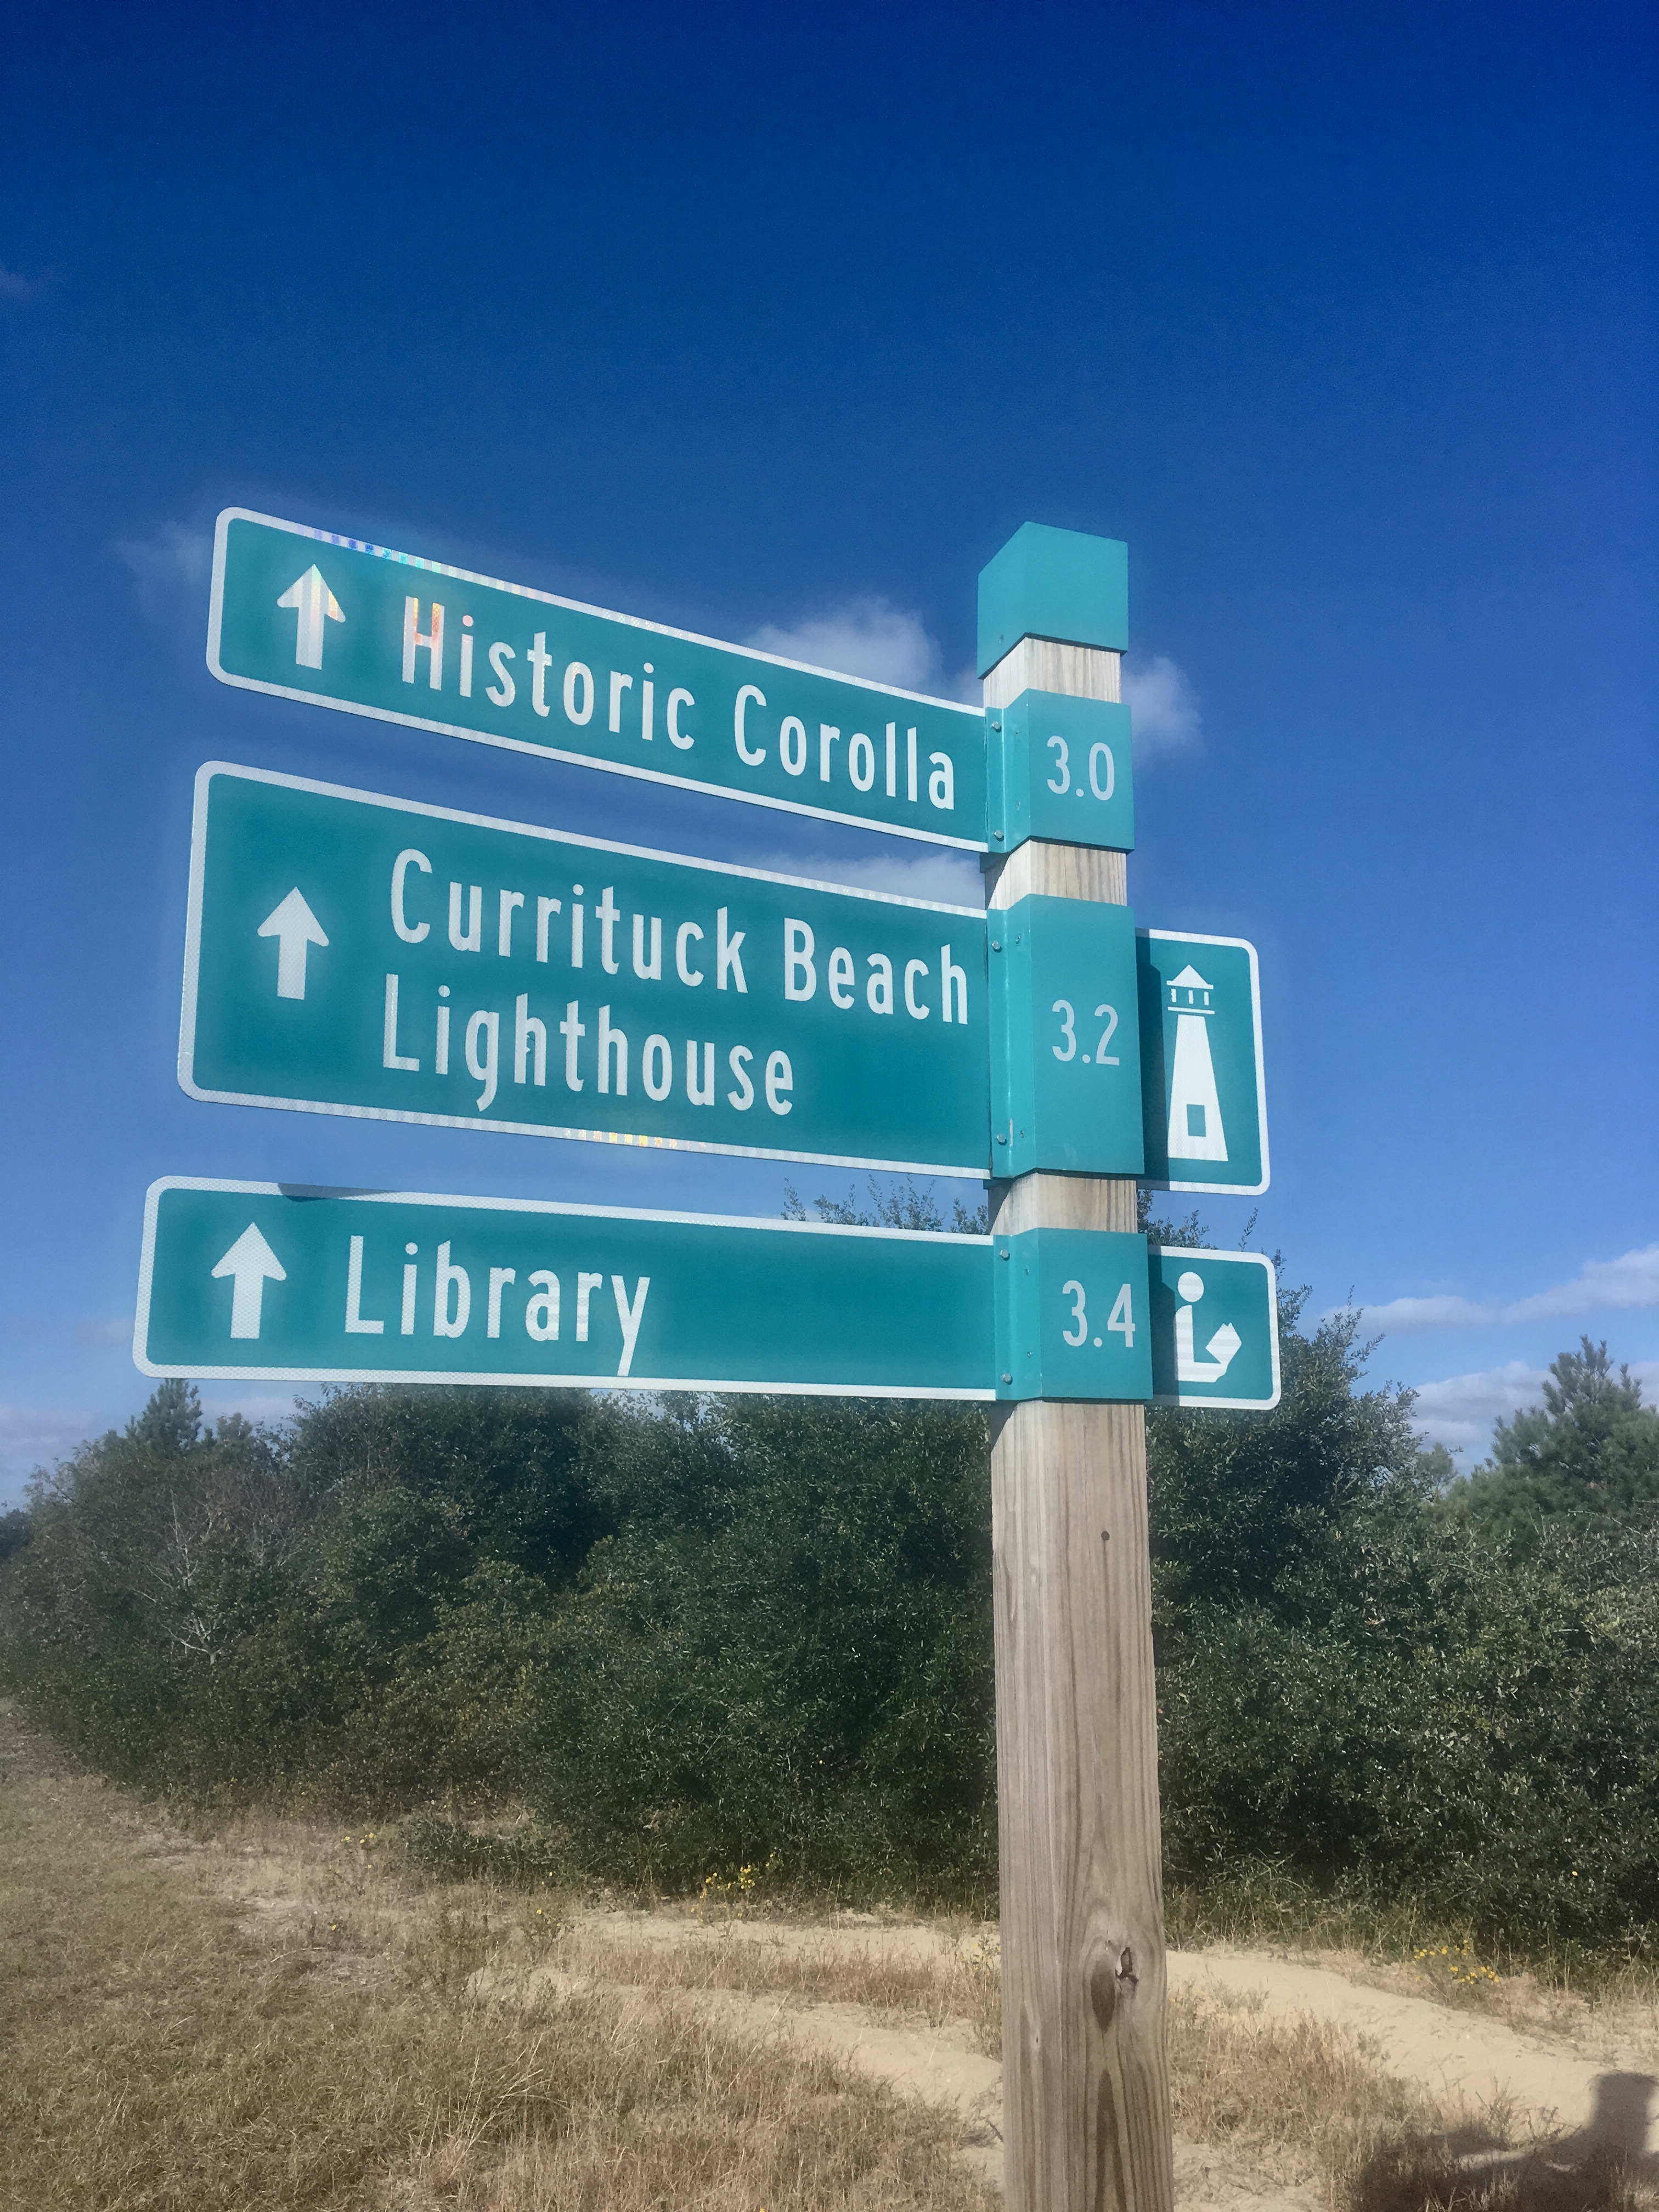 Historic Corolla
3.0
Currituck Beach
Lighthouse
3.2
Library
3.4